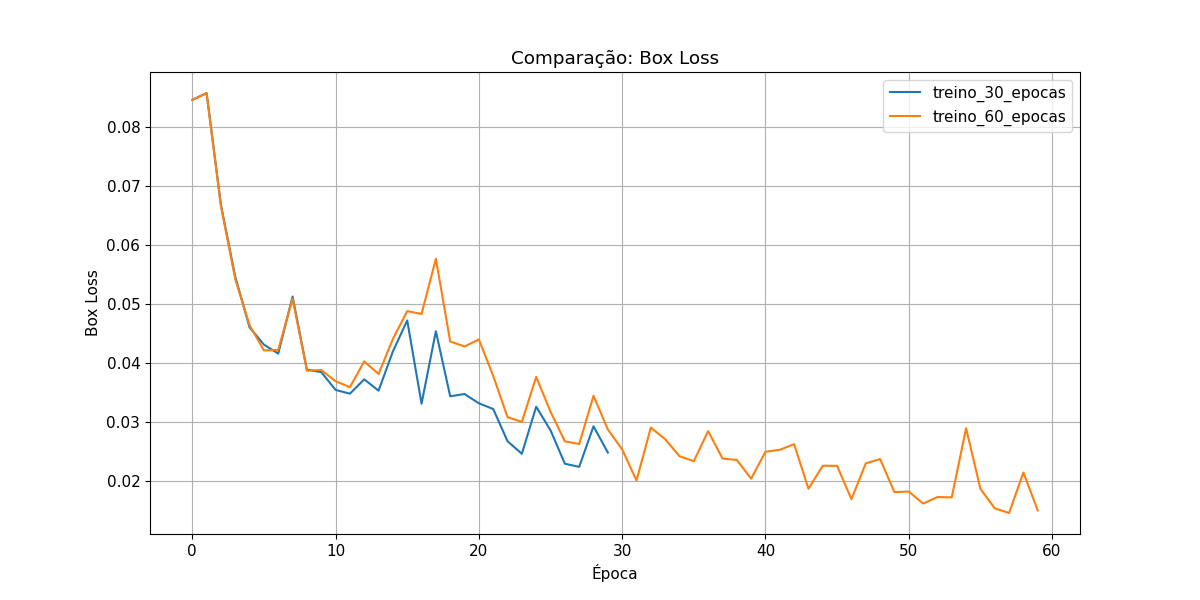 Comparação: Box Loss
treino_30_epocas
treino_60_epocas
Box Loss
0.08
0.07
0.06
0.05
0.04
0.03
0.02
0
10
20
30
40
50
60
Época